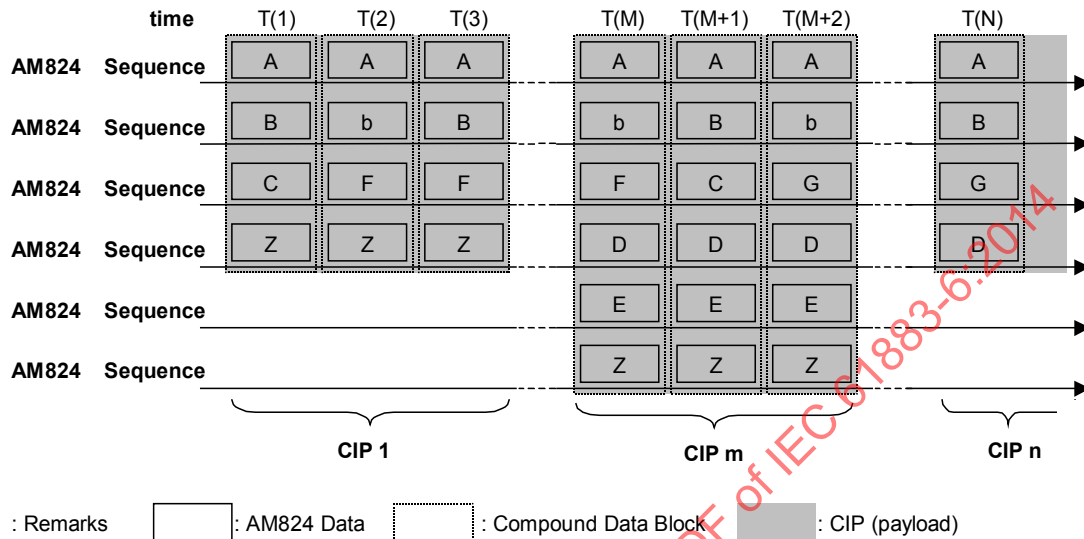 time T(1) T(2) T(3) T(M) T(M+1) T(M+2) T(N)
AM824 Sequence A A A A A A A
AM824 Sequence B b B b B b B
AM824 Sequence C F F F C G G
AM824 Sequence Z Z Z D D D D
AM824 Sequence E E E
AM824 Sequence Z Z Z
CIP 1 CIP m CIP n
: Remarks : AM824 Data : Compound Data Block : CIP (payload)
DF of IEC 61883-6:2014